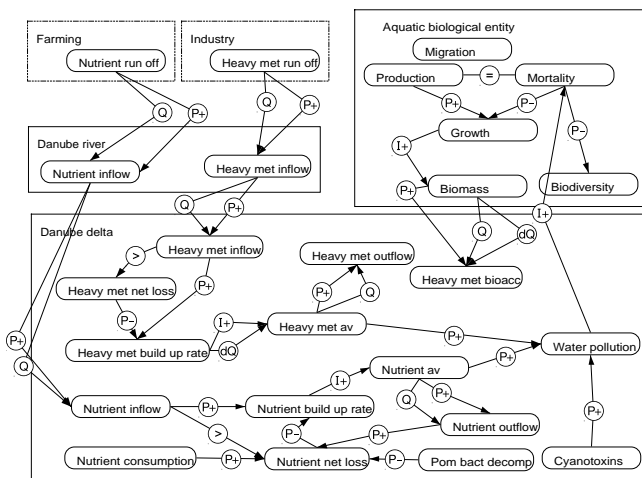 Farming
Industry
Aquatic biological entity
Nutrient run off
Heavy met run off
Migration
Production
=
Mortality
Q
P+
Q
P+
P+
P-
Growth
P-
Danube river
I+
Nutrient inflow
Heavy met inflow
P+
Biomass
Biodiversity
Q
P+
Q
dQ
I+
Danube delta
Heavy met inflow
Heavy met outflow
>
Heavy met bioacc
Heavy met net loss
P+
P+
Q
P-
I+
Heavy met av
P+
P+
Water pollution
Heavy met build up rate
dQ
Q
Nutrient av
P+
I+
Q
P+
Nutrient inflow
P+
Nutrient build up rate
P+
>
P-
P+
Nutrient outflow
Nutrient consumption
P+
Nutrient net loss
P-
Pom bact decomp
Cyanotoxins